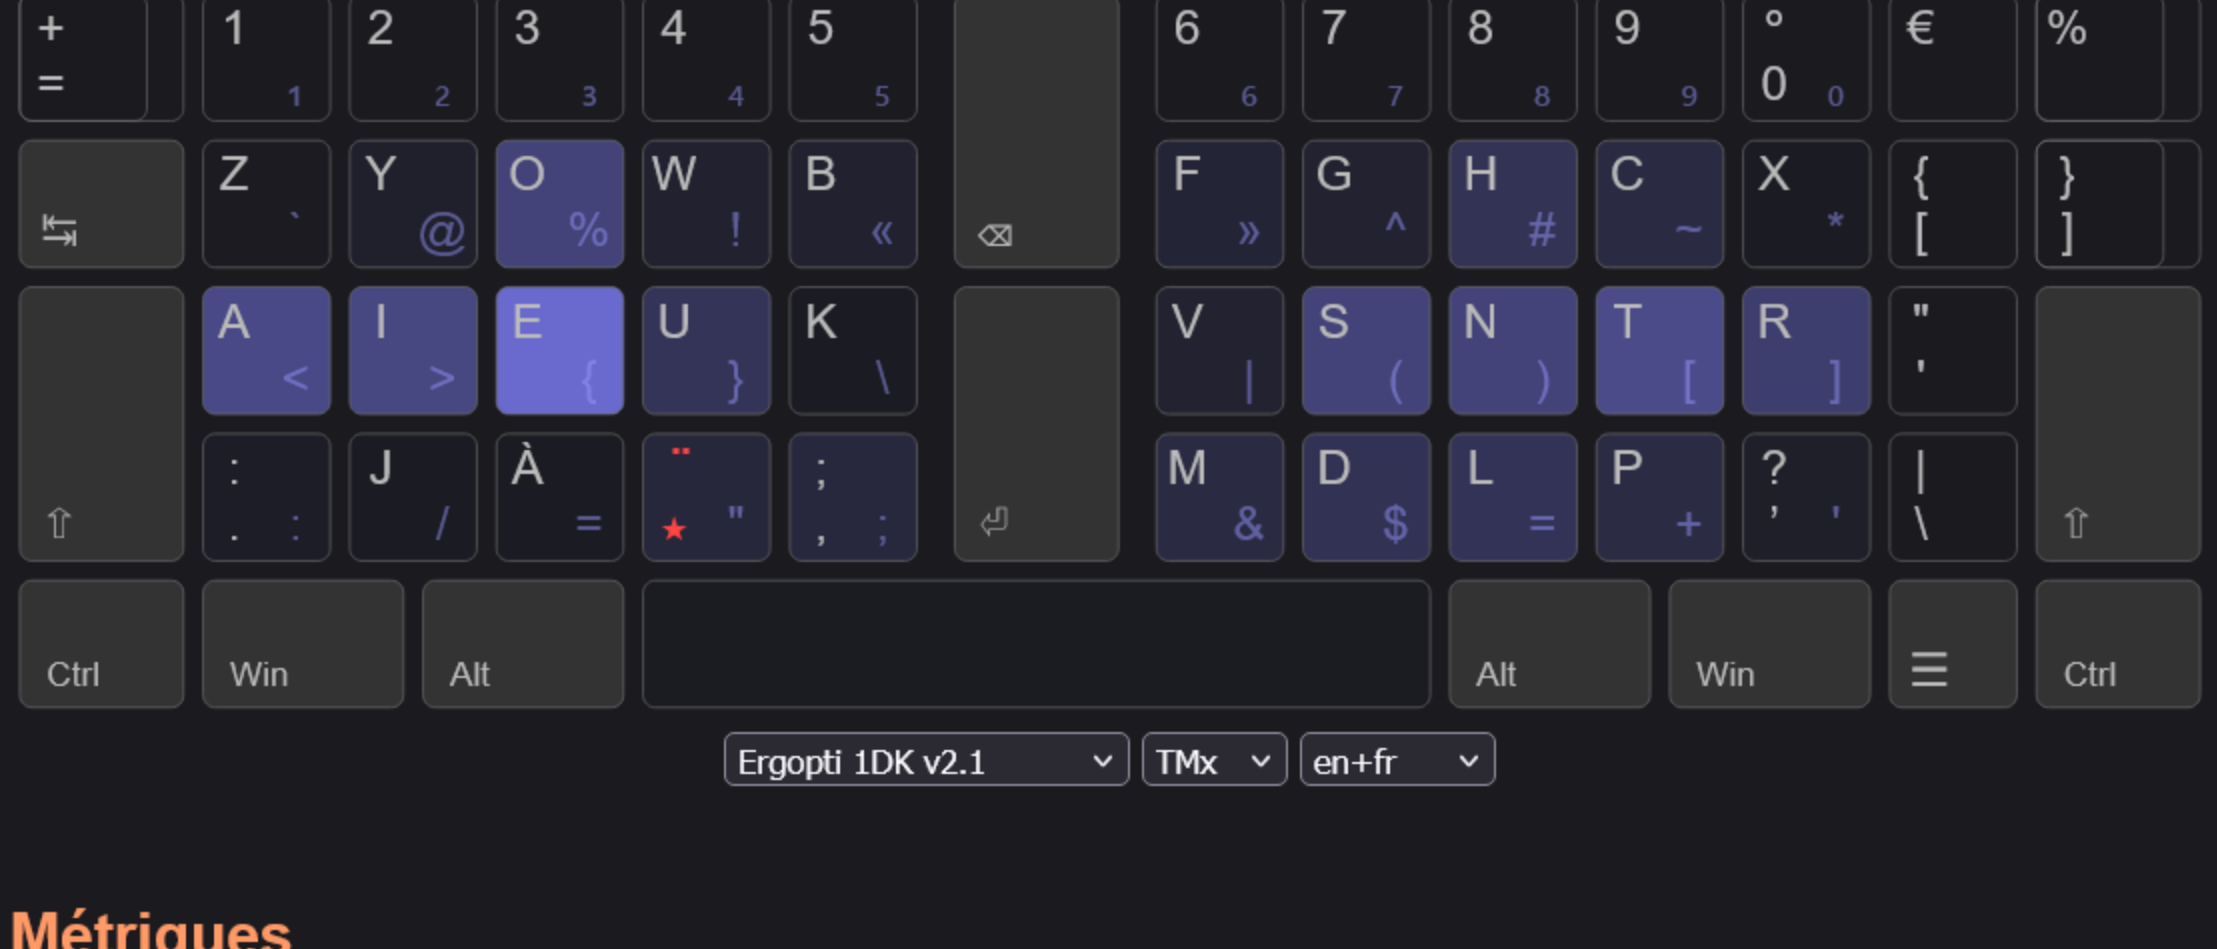 + 1 2 3 4 5 6 7 8 9 ° € %
= 1 2 3 4 5 6 7 8 9 0 0
↹ Z ` Y @ O % W ! B « ⌫ F » G ^ H # C ~ X * { [ } ]
⇧ A < I > E { U } K \ ⏎ V | S ( N ) T [ R ] " ' ⇧
: . : J / À = ¨ ★ " ; , ; M & D $ L = P + ? ’ ' | \
Ctrl Win Alt Alt Win ☰ Ctrl
Ergopti 1DK v2.1 TMx en+fr
Métriques